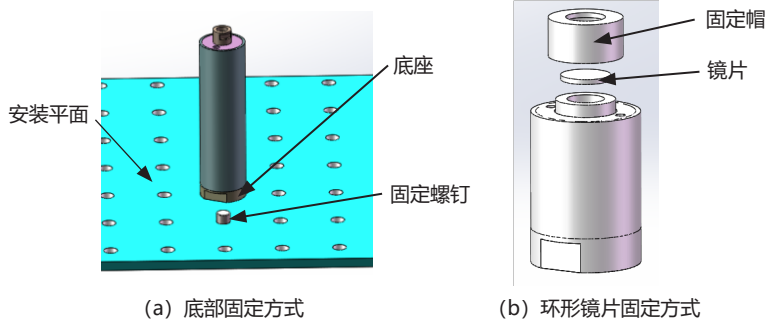 固定帽
底座
镜片
安装平面
固定螺钉
(a) 底部固定方式
(b) 环形镜片固定方式